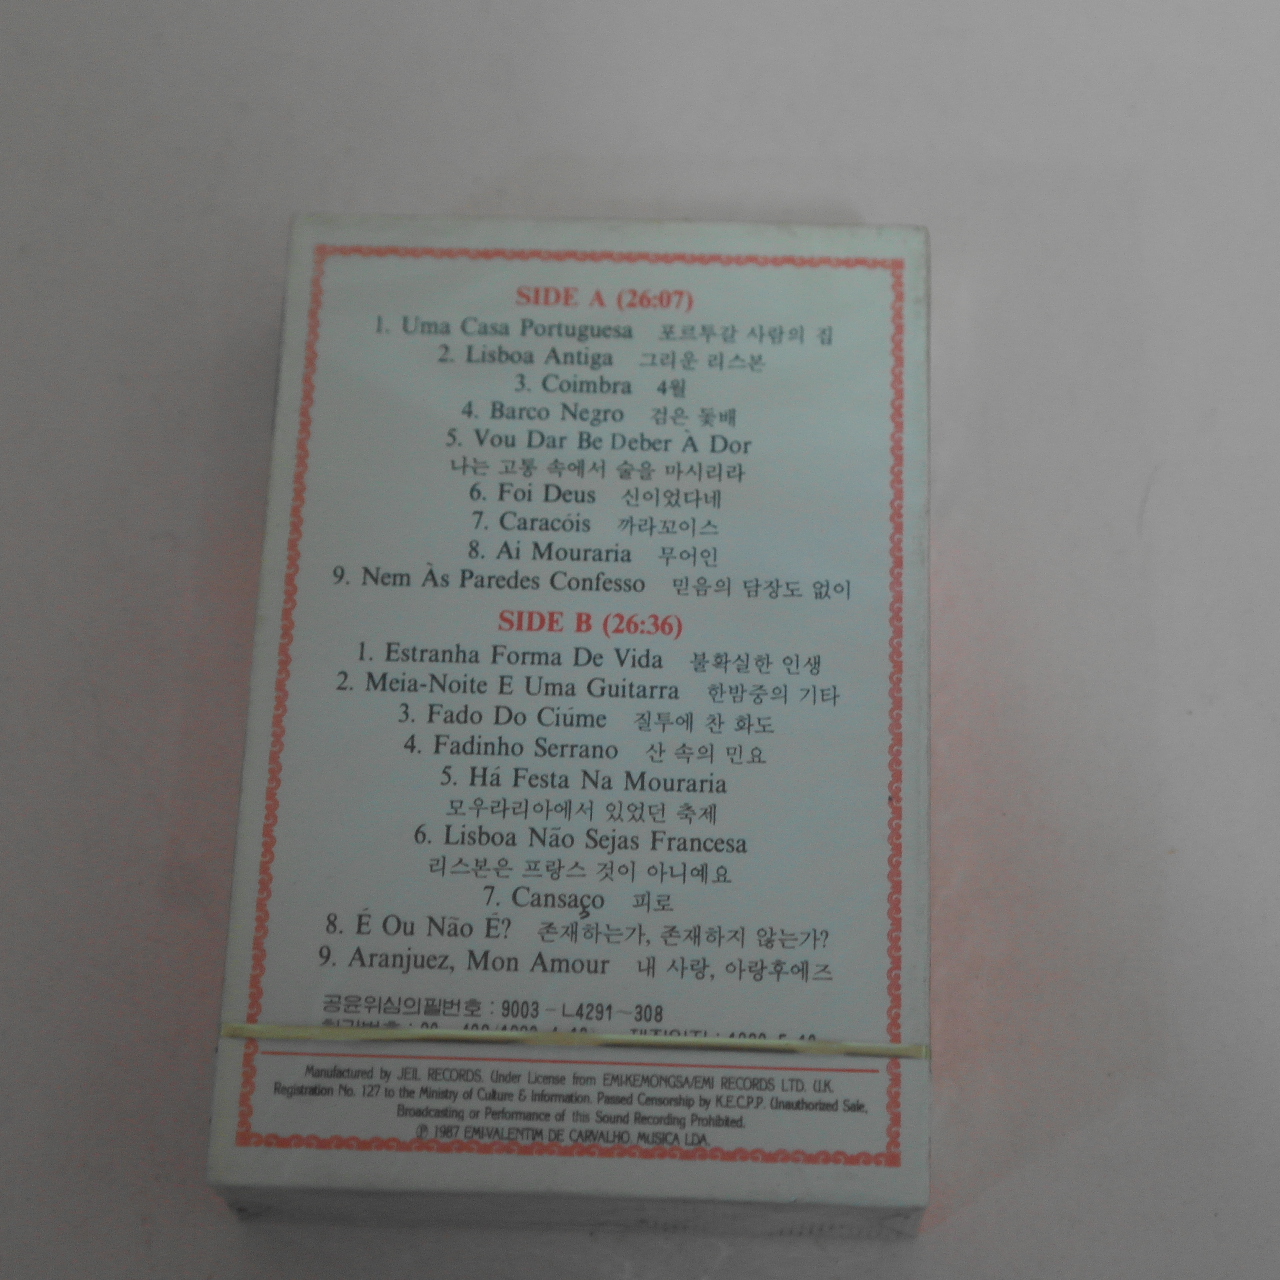 SIDE A (26:07)
1. Uma Casa Portuguesa 포르투갈 사람의 집
2. Lisboa Antiga 그리운 리스본
3. Coimbra 4월
4. Barco Negro 검은 돛배
5. Vou Dar Be Deber À Dor
나는 고통 속에서 술을 마시리라
6. Foi Deus 신이었다네
7. Caracóis 까라꼬이스
8. Ai Mouraria 무어인
9. Nem Às Paredes Confesso 믿음의 담장도 없이
SIDE B (26:36)
1. Estranha Forma De Vida 불확실한 인생
2. Meia-Noite E Uma Guitarra 한밤중의 기타
3. Fado Do Ciúme 질투에 찬 화도
4. Fadinho Serrano 산 속의 민요
5. Há Festa Na Mouraria
모우라리아에서 있었던 축제
6. Lisboa Não Sejas Francesa
리스본은 프랑스 것이 아니예요
7. Cansaço 피로
8. É Ou Não É? 존재하는가, 존재하지 않는가?
9. Aranjuez, Mon Amour 내 사랑, 아랑후에즈
공윤위심의필번호 : 9003-L4291~308
Manufactured by JEIL RECORDS. Under License from EMI-KEMONGSA/EMI RECORDS LTD. U.K.
Registration No. 127 to the Ministry of Culture & Information. Passed Censorship by K.E.C.P.P. Unauthorized Sale,
Broadcasting or Performance of this Sound Recording Prohibited.
Ⓟ 1987 EMI-VALENTIM DE CARVALHO, MUSICA LDA.